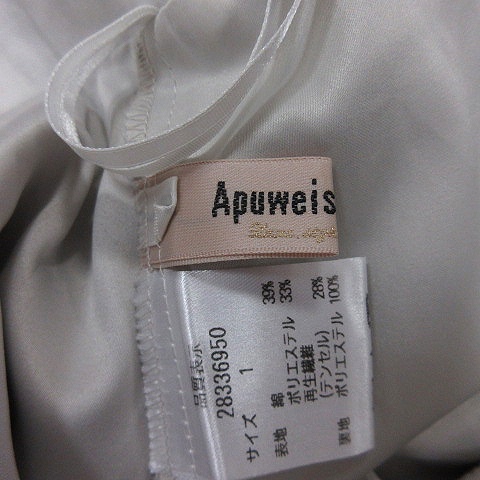 Apuweis
品質表示
28336950
サイズ 1
表地 綿 39%
ポリエステル 33%
再生繊維
(テンセル) 28%
裏地 ポリエステル 100%